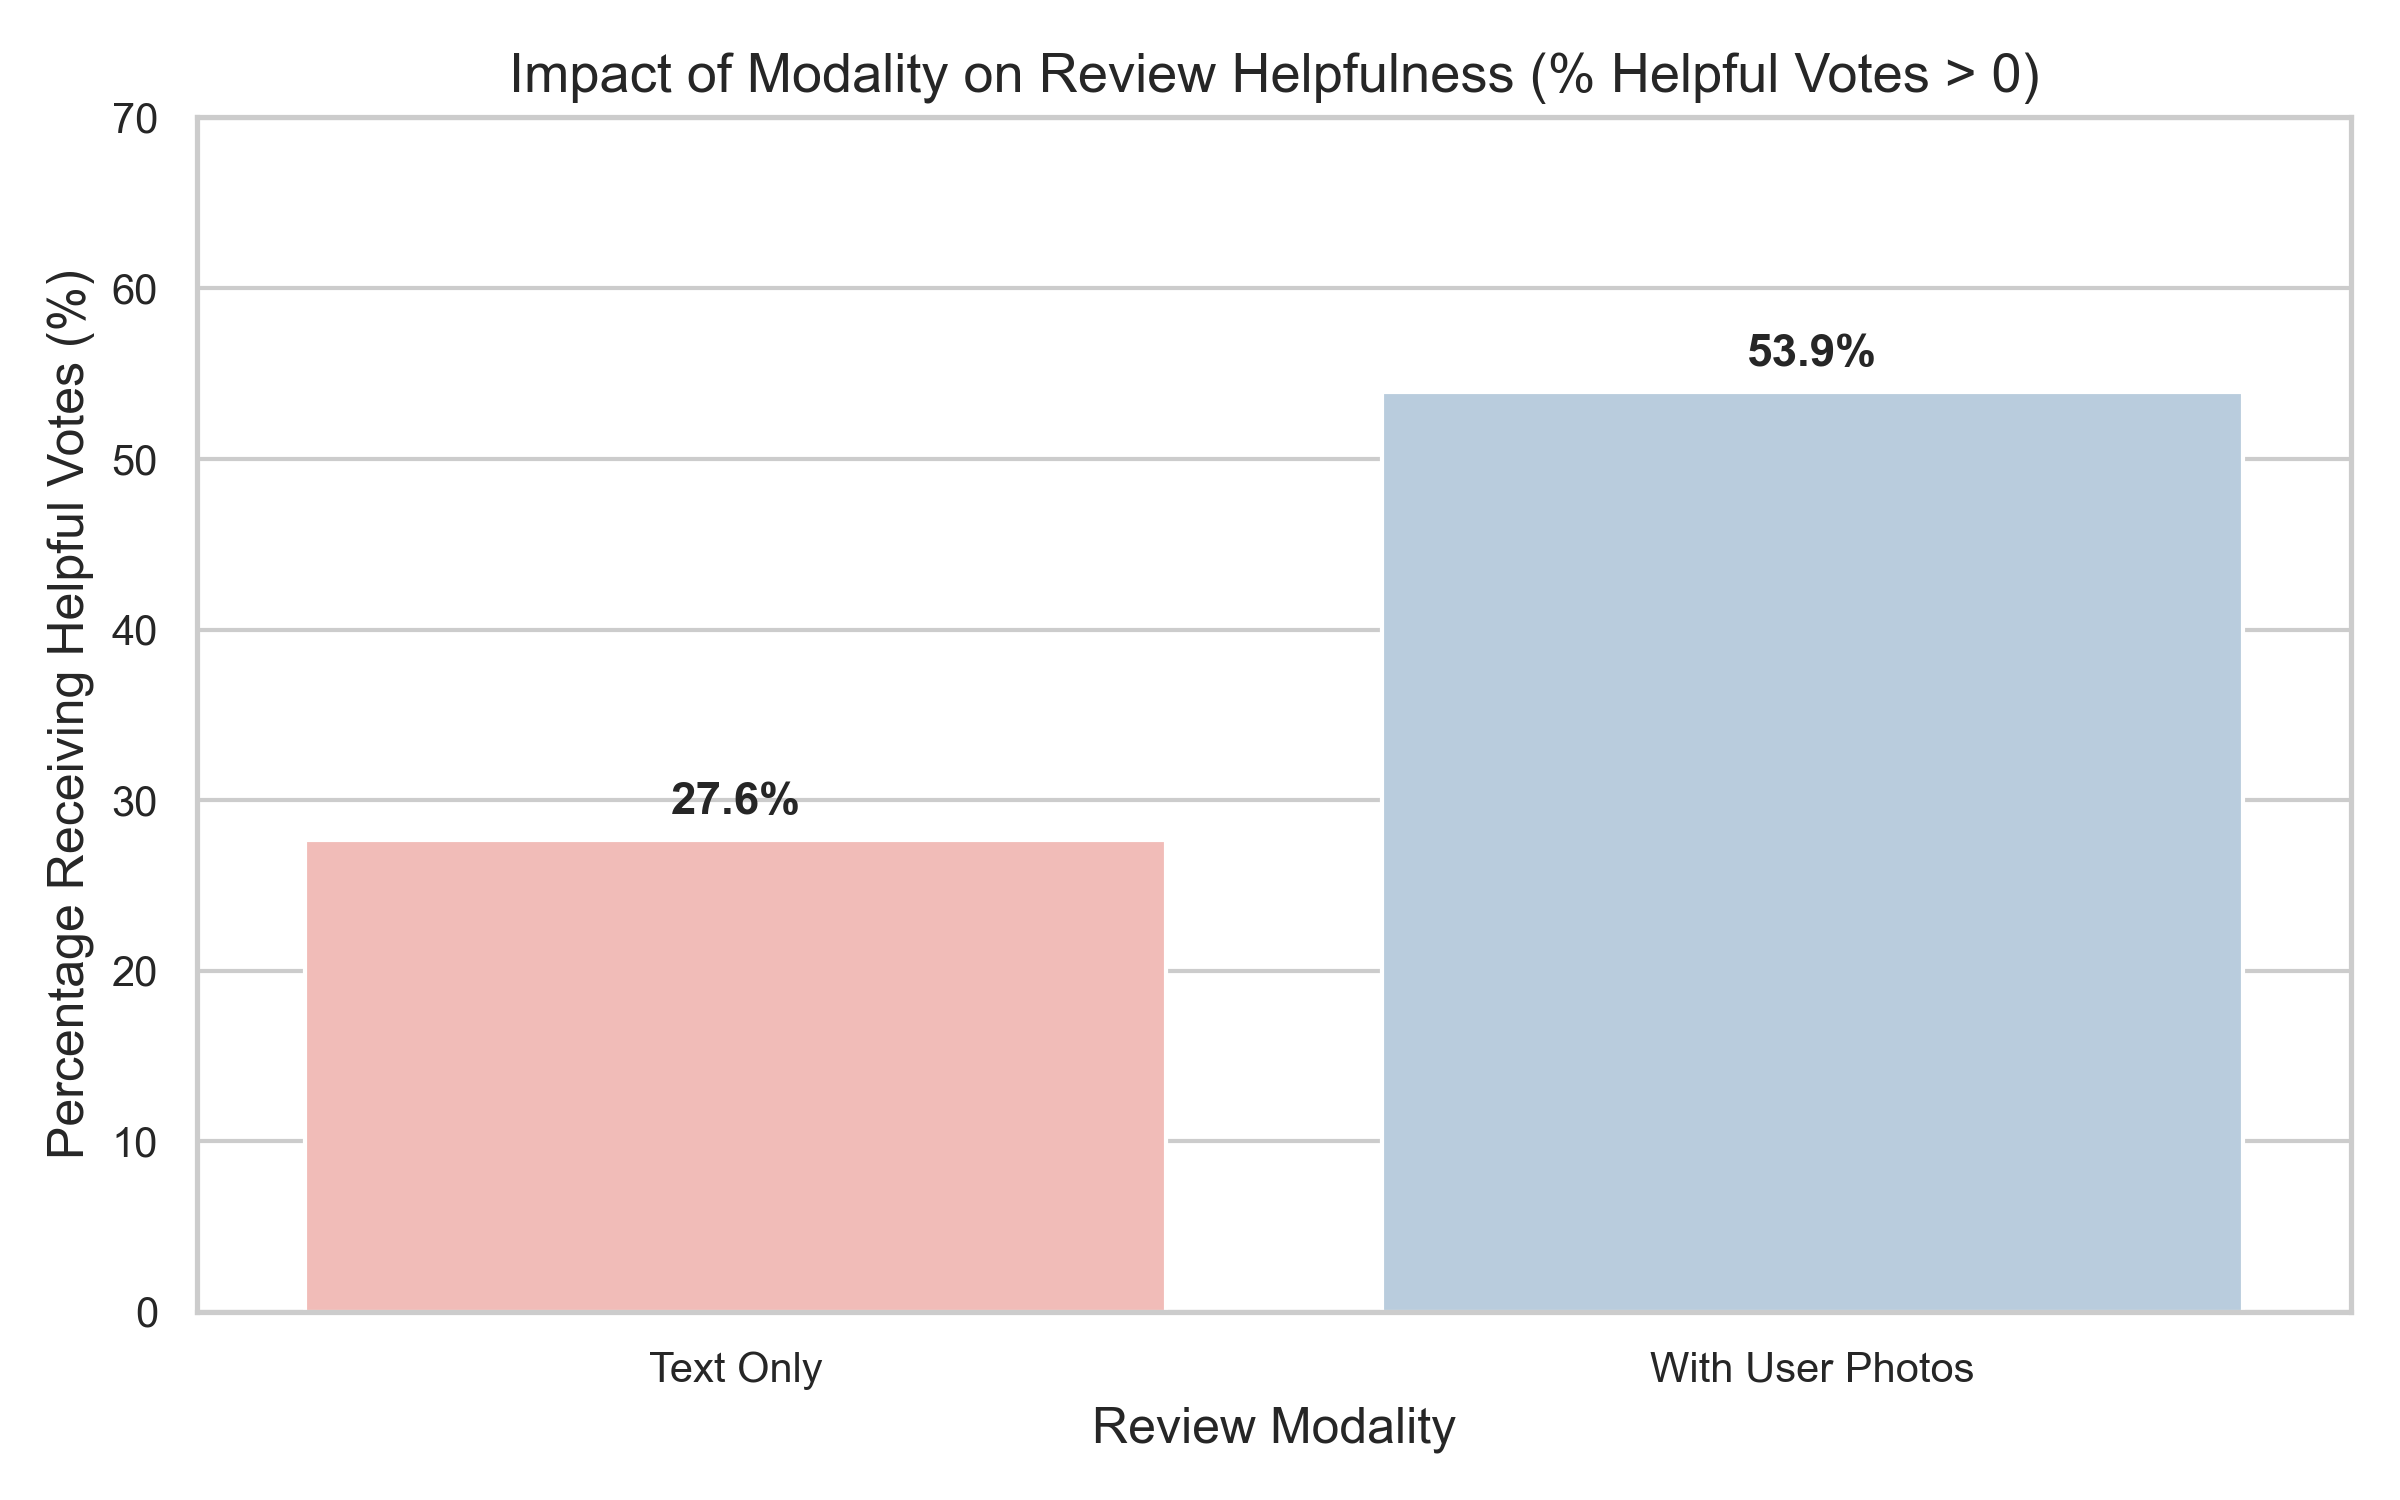 Impact of Modality on Review Helpfulness (% Helpful Votes > 0)
Percentage Receiving Helpful Votes (%)
70
60
50
40
30
20
10
0
27.6%
53.9%
Text Only
With User Photos
Review Modality